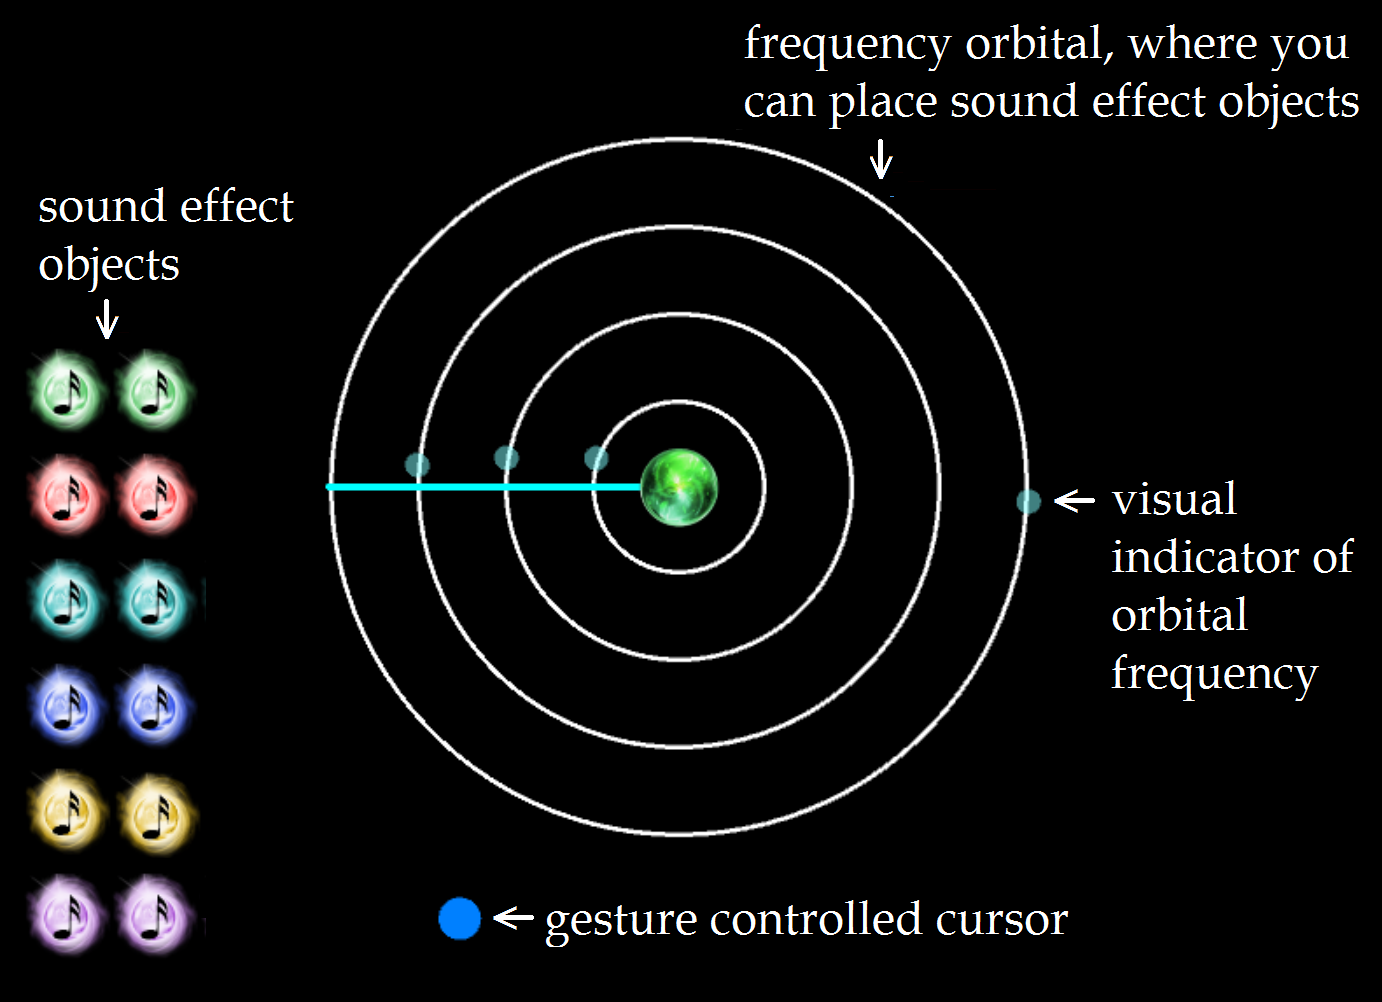 frequency orbital, where you
can place sound effect objects
sound effect
objects
visual
indicator of
orbital
frequency
gesture controlled cursor